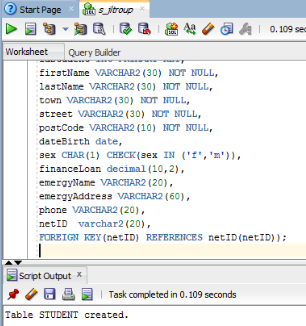 Start Page
s_jitroup
0.109 sec
Worksheet
Query Builder
firstName VARCHAR2(30) NOT NULL,
lastName VARCHAR2(30) NOT NULL,
town VARCHAR2(30) NOT NULL,
street VARCHAR2(30) NOT NULL,
postCode VARCHAR2(10) NOT NULL,
dateBirth date,
sex CHAR(1) CHECK(sex IN ('f','m')),
financeLoan decimal(10,2),
emergyName VARCHAR2(20),
emergyAddress VARCHAR2(60),
phone VARCHAR2(20),
netID varchar2(20),
FOREIGN KEY(netID) REFERENCES netID(netID));
Script Output
Task completed in 0.109 seconds
Table STUDENT created.